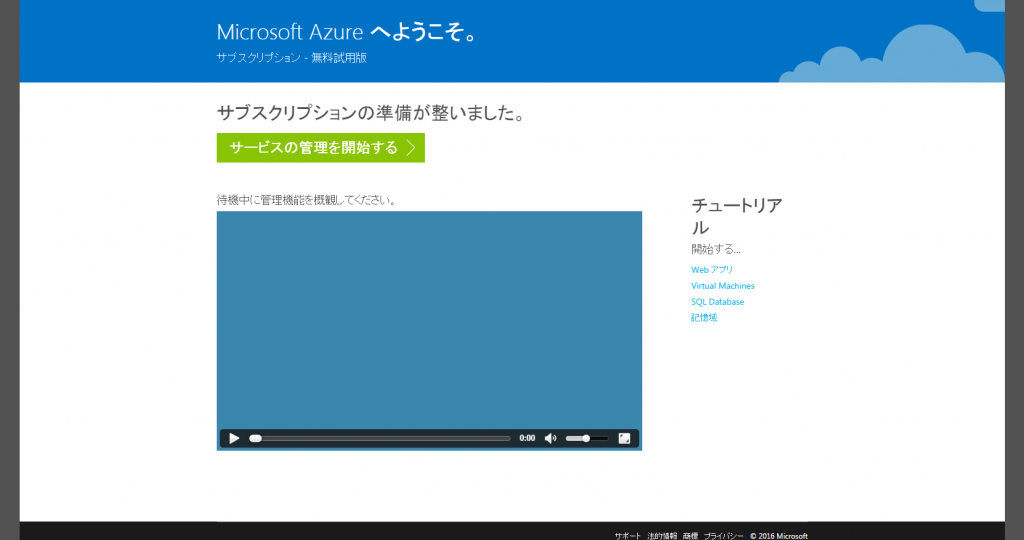 Microsoft Azure へようこそ。
サブスクリプション - 無料試用版
サブスクリプションの準備が整いました。
サービスの管理を開始する
待機中に管理機能を概観してください。
0:00
チュートリア
ル
開始する...
Web アプリ
Virtual Machines
SQL Database
記憶域
サポート 法的情報 商標 プライバシー © 2016 Microsoft